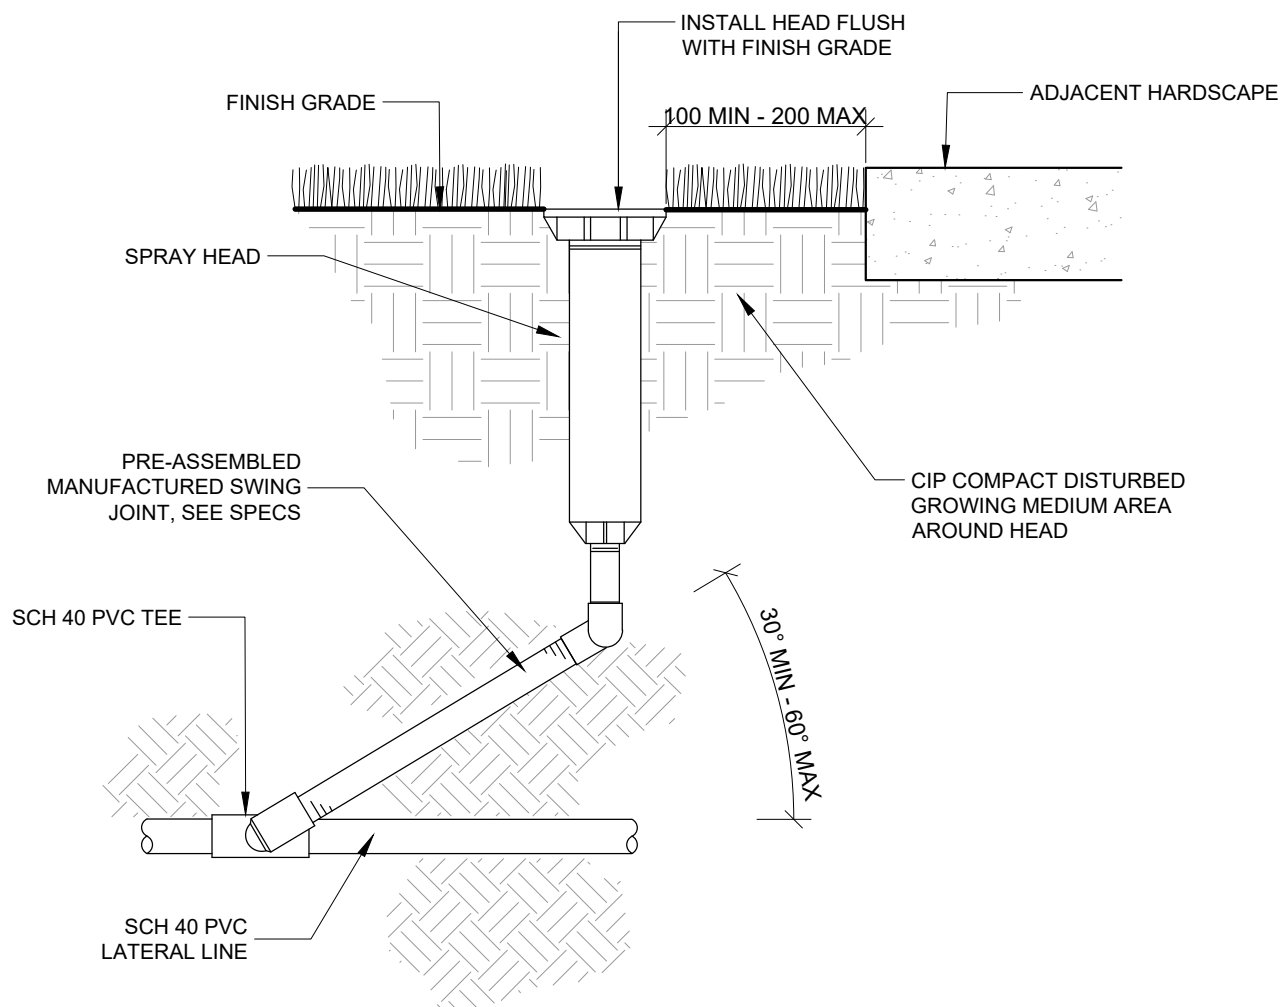 INSTALL HEAD FLUSH
WITH FINISH GRADE
FINISH GRADE
100 MIN - 200 MAX
ADJACENT HARDSCAPE
SPRAY HEAD
PRE-ASSEMBLED
MANUFACTURED SWING
JOINT, SEE SPECS
CIP COMPACT DISTURBED
GROWING MEDIUM AREA
AROUND HEAD
SCH 40 PVC TEE
30° MIN - 60° MAX
SCH 40 PVC
LATERAL LINE